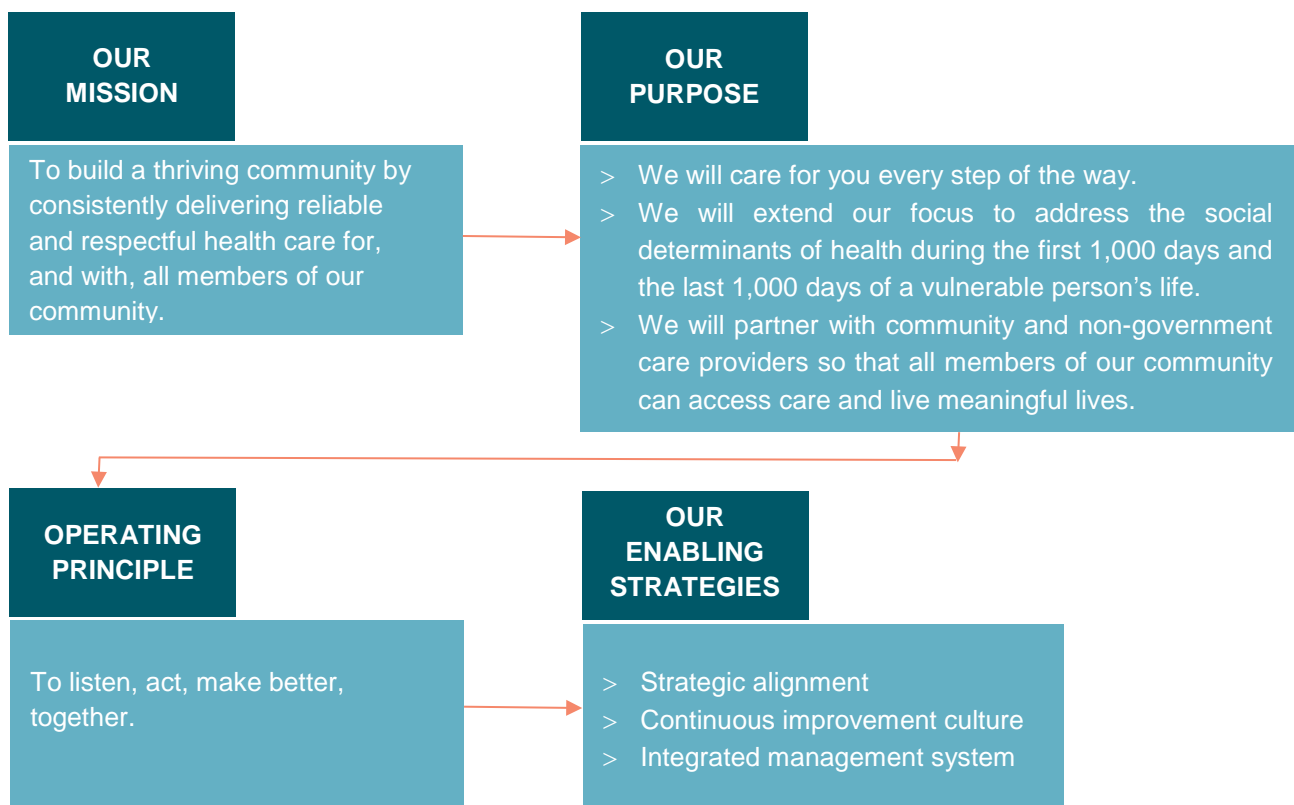 OUR
MISSION
To build a thriving community by
consistently delivering reliable
and respectful health care for,
and with, all members of our
community.
OUR
PURPOSE
> We will care for you every step of the way.
> We will extend our focus to address the social
determinants of health during the first 1,000 days and
the last 1,000 days of a vulnerable person’s life.
> We will partner with community and non-government
care providers so that all members of our community
can access care and live meaningful lives.
OPERATING
PRINCIPLE
To listen, act, make better,
together.
OUR
ENABLING
STRATEGIES
> Strategic alignment
> Continuous improvement culture
> Integrated management system